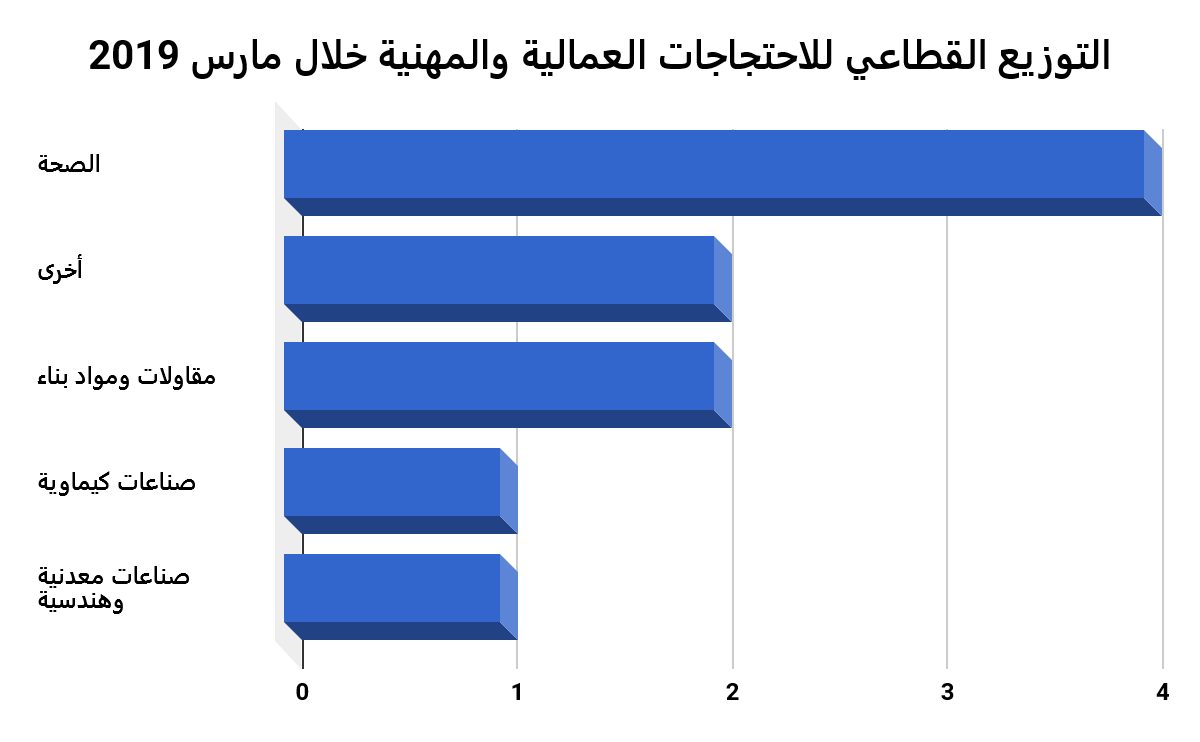 التوزيع القطاعي للاحتجاجات العمالية والمهنية خلال مارس 2019
الصحة
أخرى
مقاولات ومواد بناء
صناعات كيماوية
صناعات معدنية
وهندسية
0 1 2 3 4